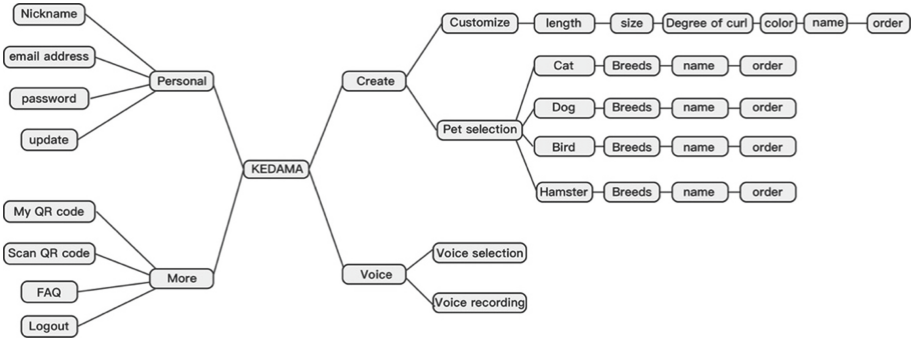 Nickname
email address
password
update
Personal
KEDAMA
My QR code
Scan QR code
FAQ
Logout
More
Create
Customize length size Degree of curl color name order
Pet selection
Cat Breeds name order
Dog Breeds name order
Bird Breeds name order
Hamster Breeds name order
Voice
Voice selection
Voice recording